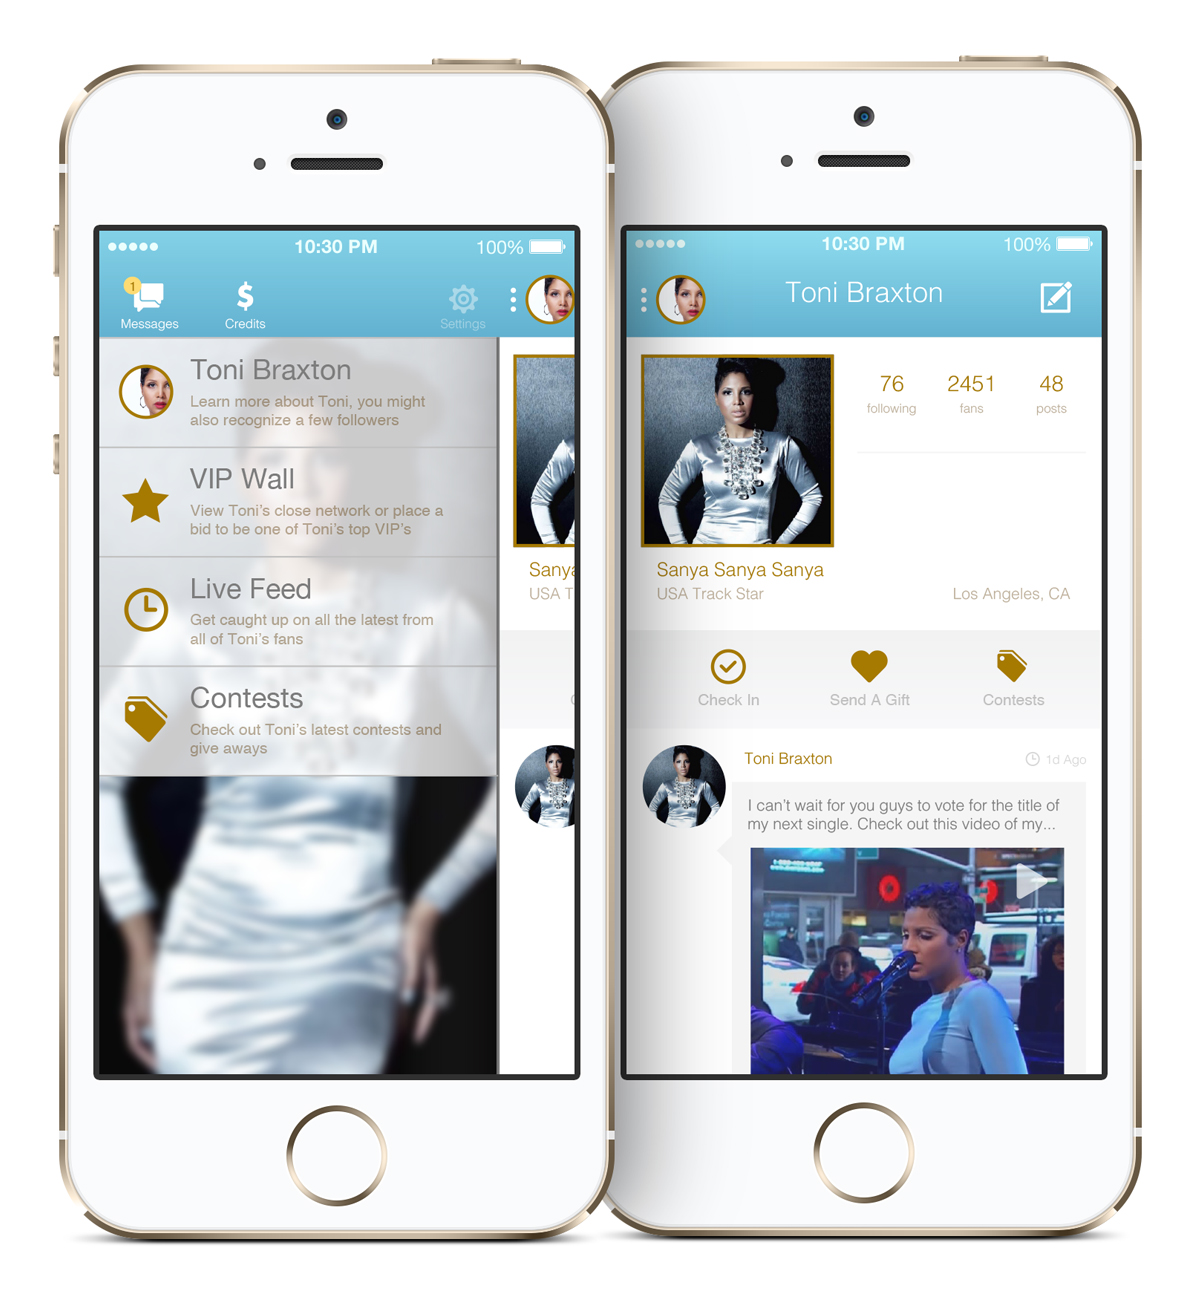 10:30 PM
100%
1
Messages
Credits
Settings
Toni Braxton
Learn more about Toni, you might
also recognize a few followers
VIP Wall
View Toni's close network or place a
bid to be one of Toni's top VIP's
Live Feed
Get caught up on all the latest from
all of Toni's fans
Contests
Check out Toni's latest contests and
give aways
Sanya
USA T
10:30 PM
100%
Toni Braxton
76
2451
48
following
fans
posts
Sanya Sanya Sanya
USA Track Star
Los Angeles, CA
Check In
Send A Gift
Contests
Toni Braxton
1d Ago
I can't wait for you guys to vote for the title of
my next single. Check out this video of my...